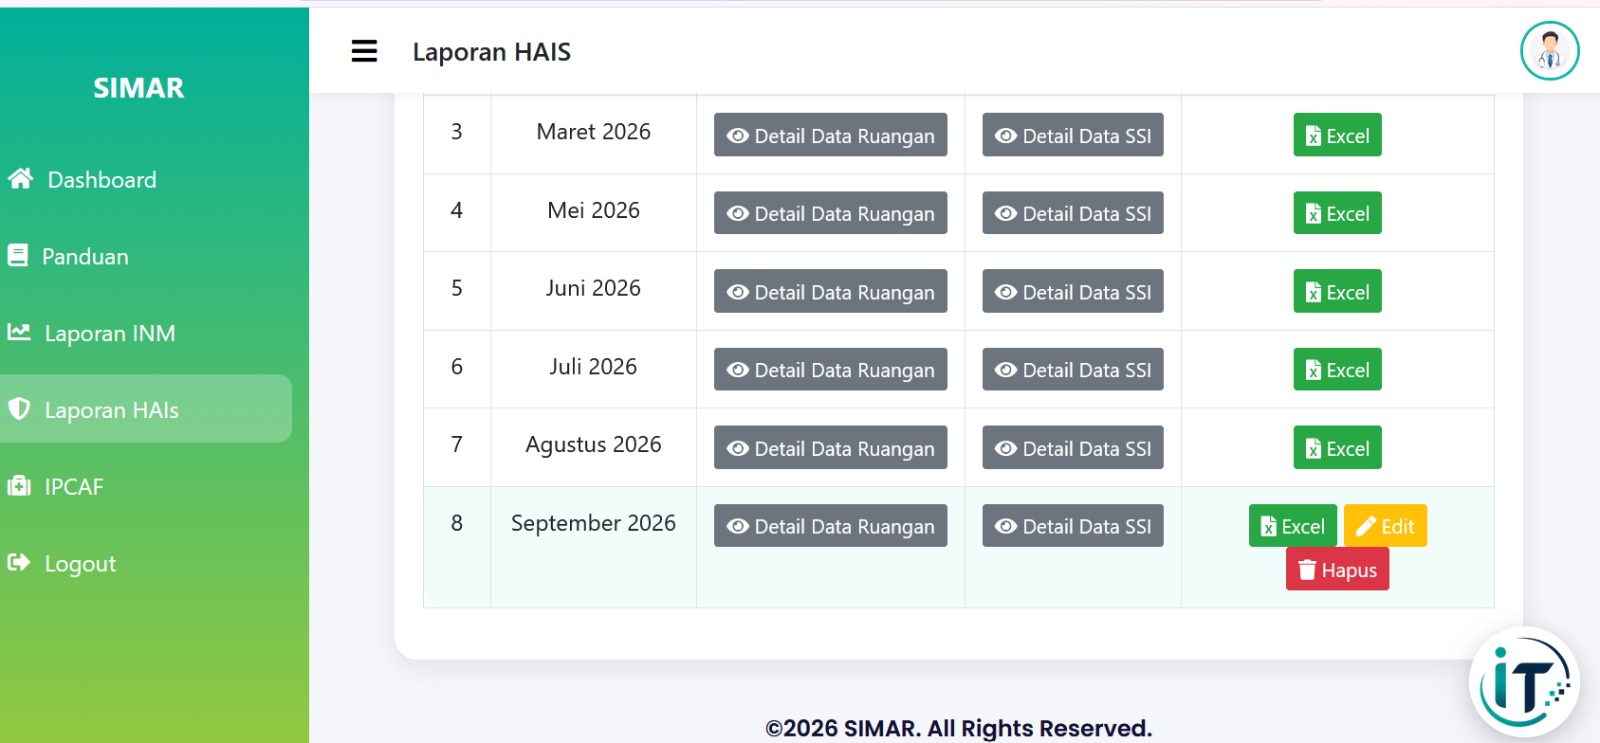 SIMAR
Dashboard
Panduan
Laporan INM
Laporan HAIs
IPCAF
Logout
Laporan HAIS
3 Maret 2026 Detail Data Ruangan Detail Data SSI Excel
4 Mei 2026 Detail Data Ruangan Detail Data SSI Excel
5 Juni 2026 Detail Data Ruangan Detail Data SSI Excel
6 Juli 2026 Detail Data Ruangan Detail Data SSI Excel
7 Agustus 2026 Detail Data Ruangan Detail Data SSI Excel
8 September 2026 Detail Data Ruangan Detail Data SSI Excel Edit
Hapus
iT
©2026 SIMAR. All Rights Reserved.